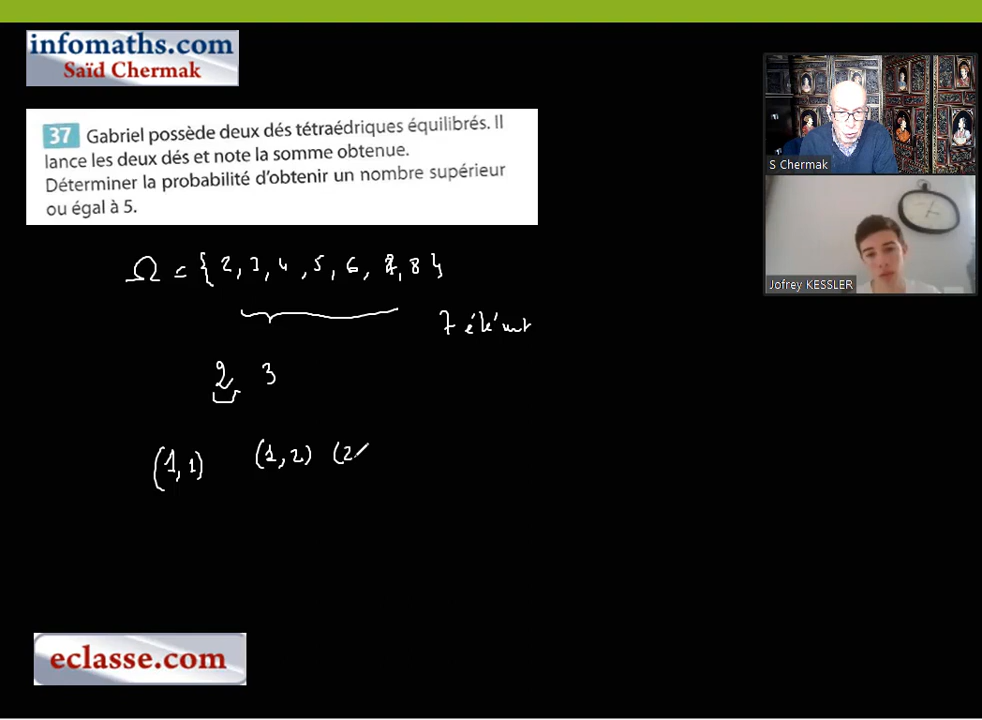 infomaths.com
Saïd Chermak
37 Gabriel possède deux dés tétraédriques équilibrés. Il
lance les deux dés et note la somme obtenue.
Déterminer la probabilité d'obtenir un nombre supérieur
ou égal à 5.
Ω = { 2, 3, 4, 5, 6, 7, 8 }
7 élé
2 3
(1, 1) (1, 2) (2
S Chermak
Jofrey KESSLER
eclasse.com